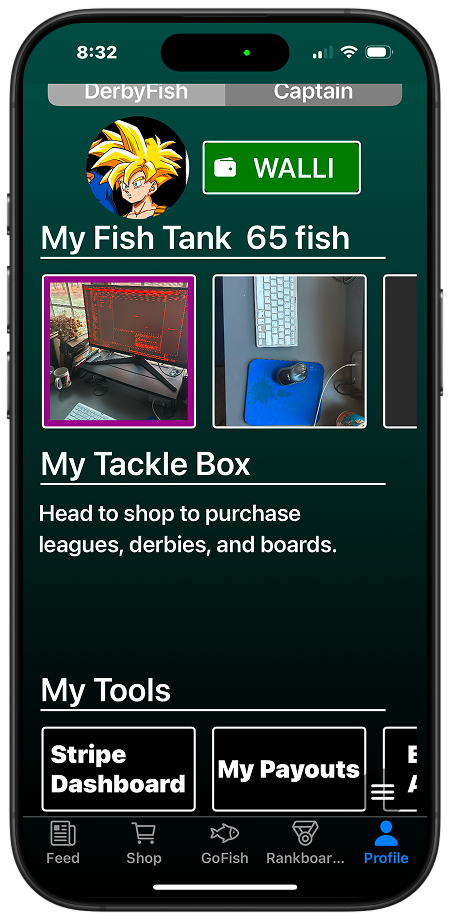 8:32
DerbyFish Captain
WALLI
My Fish Tank 65 fish
My Tackle Box
Head to shop to purchase
leagues, derbies, and boards.
My Tools
Stripe
Dashboard
My Payouts
Feed Shop GoFish Rankboar... Profile